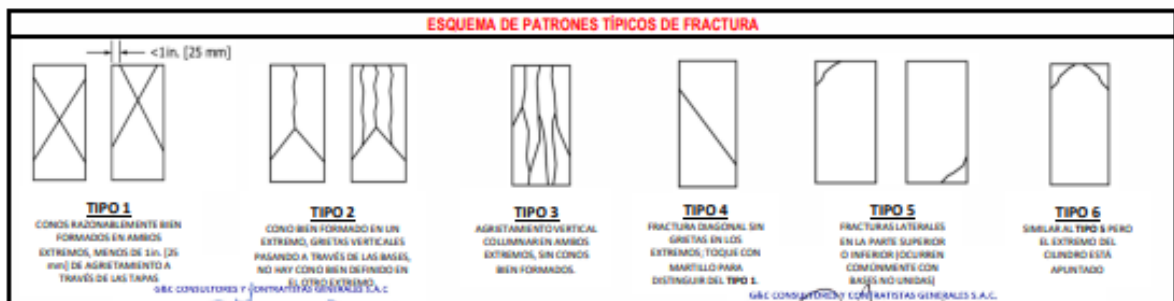 ESQUEMA DE PATRONES TÍPICOS DE FRACTURA
<1in. [25 mm]
TIPO 1
CONOS RAZONABLEMENTE BIEN
FORMADOS EN AMBOS
EXTREMOS, MENOS DE 1in. [25
mm] DE AGRIETAMIENTO A
TRAVÉS DE LAS TAPAS
TIPO 2
CONO BIEN FORMADO EN UN
EXTREMO, GRIETAS VERTICALES
PASANDO A TRAVÉS DE LAS BASES,
NO HAY CONO BIEN DEFINIDO EN
EL OTRO EXTREMO.
TIPO 3
AGRIETAMIENTO VERTICAL
COLUMNAR EN AMBOS
EXTREMOS, SIN CONOS
BIEN FORMADOS.
TIPO 4
FRACTURA DIAGONAL SIN
GRIETAS EN LOS
EXTREMOS; TOQUE CON
MARTILLO PARA
DISTINGUIR DEL TIPO 1.
TIPO 5
FRACTURAS LATERALES
EN LA PARTE SUPERIOR
O INFERIOR (OCURREN
COMÚNMENTE CON
BASES NO UNIDAS)
TIPO 6
SIMILAR AL TIPO 5 PERO
EL EXTREMO DEL
CILINDRO ESTÁ
APUNTADO
G&C CONSULTORES Y CONTRATISTAS GENERALES S.A.C
G&C CONSULTORES Y CONTRATISTAS GENERALES S.A.C.